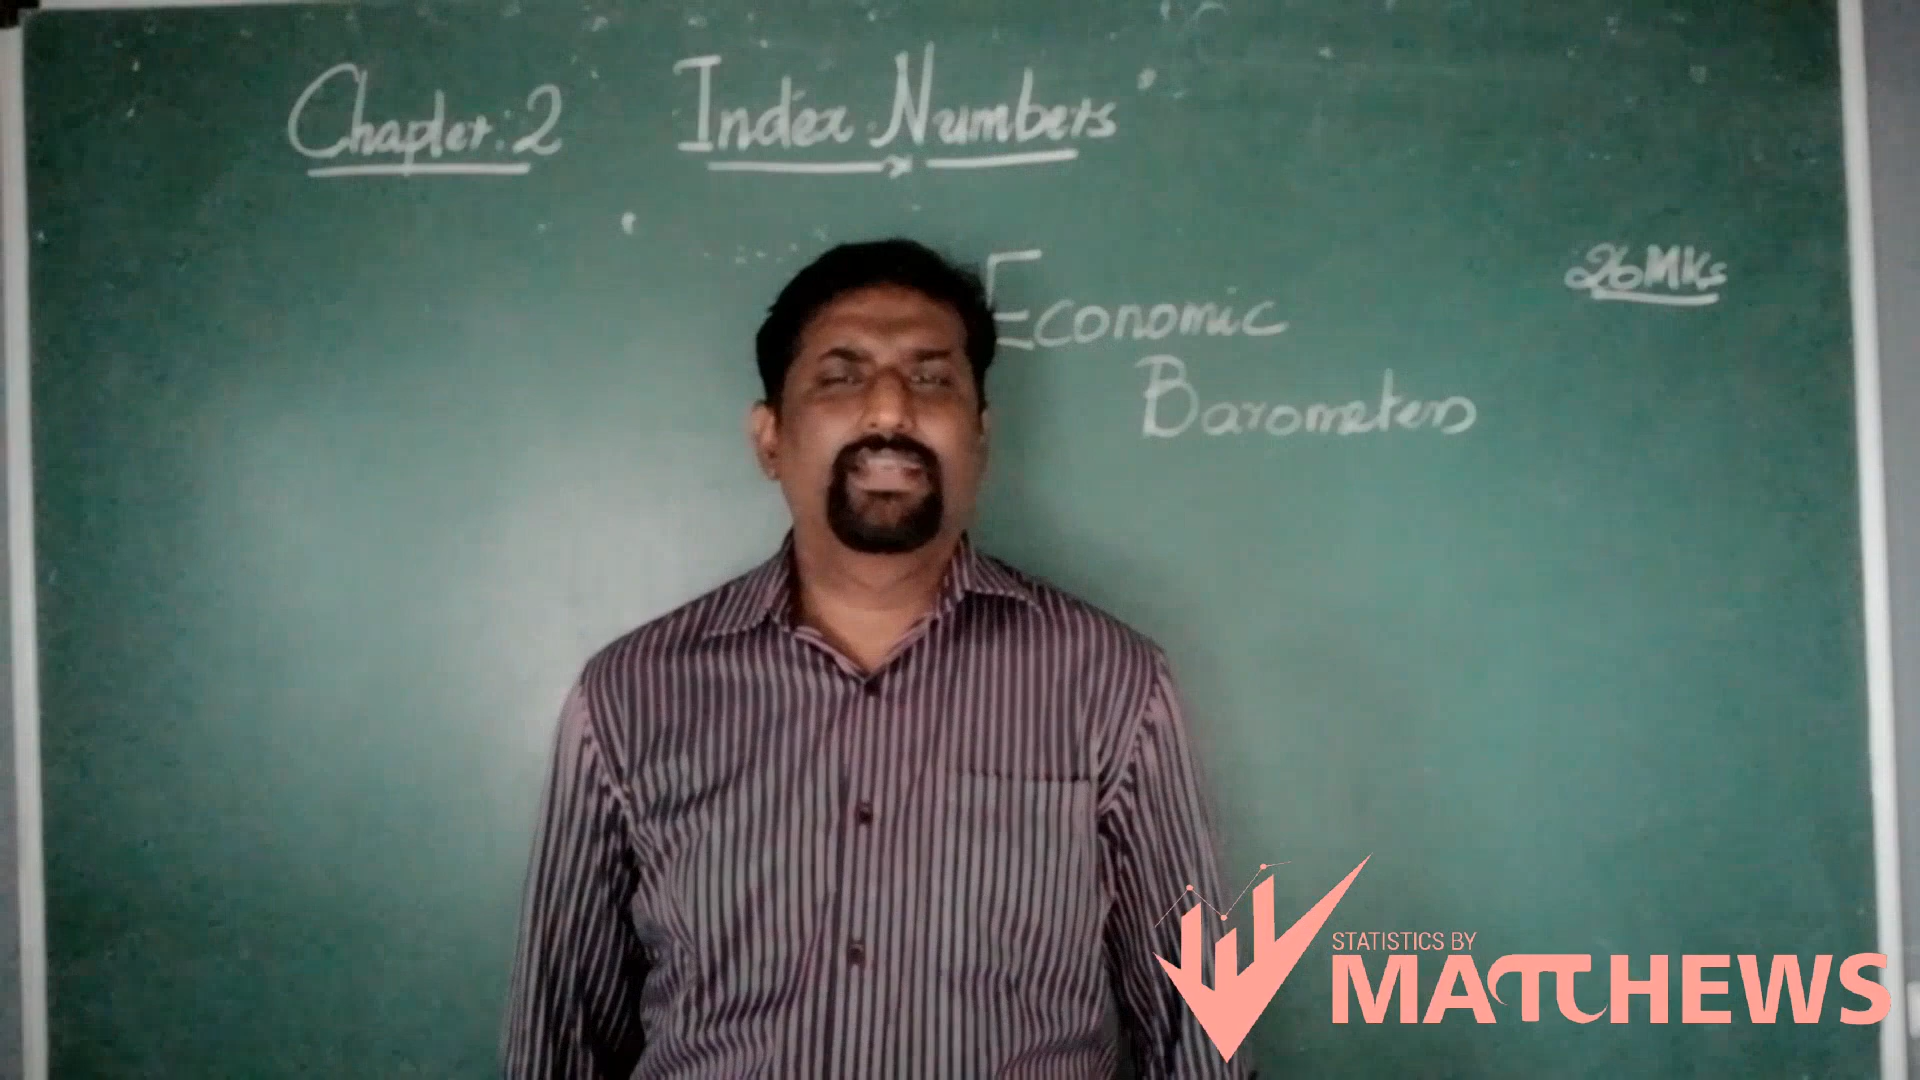 Chapter: 2 Index Numbers
26 Mks
Economic
Barometers
STATISTICS BY
MATTHEWS